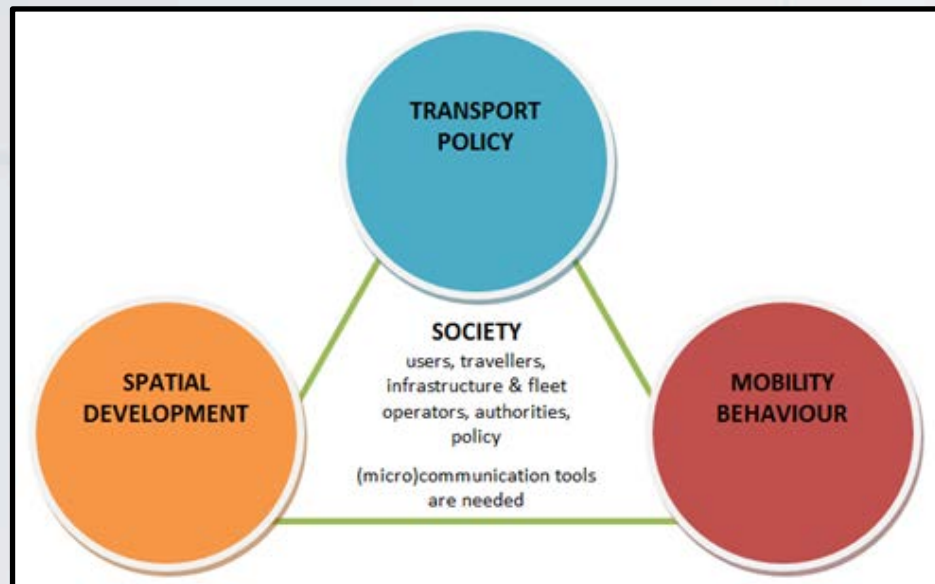 TRANSPORT
POLICY
SOCIETY
users, travellers,
infrastructure & fleet
operators, authorities,
policy
(micro)communication tools
are needed
SPATIAL
DEVELOPMENT
MOBILITY
BEHAVIOUR